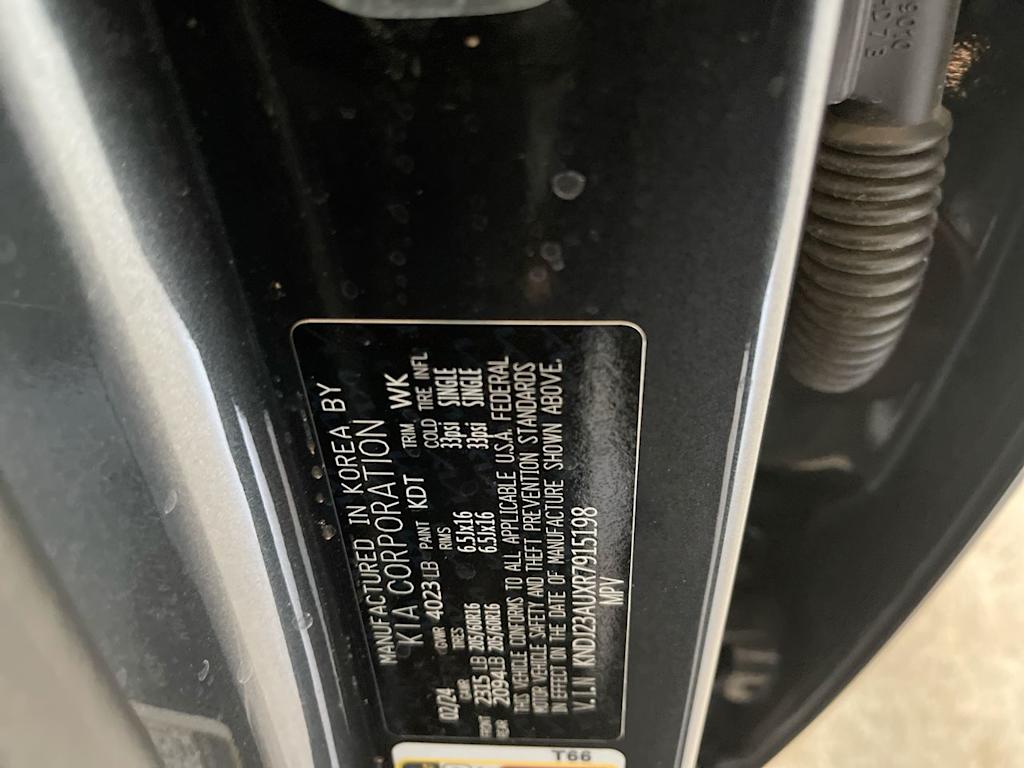 MANUFACTURED IN KOREA BY
KIA CORPORATION
02/24 GVWR 4023 LB PAINT KDT TRIM WK
GAWR TIRES RIMS COLD TIRE INFL
FRONT 2315 LB 205/60R16 6.5Jx16 33psi SINGLE
REAR 2094 LB 205/60R16 6.5Jx16 33psi SINGLE
THIS VEHICLE CONFORMS TO ALL APPLICABLE U.S.A. FEDERAL
MOTOR VEHICLE SAFETY AND THEFT PREVENTION STANDARDS
IN EFFECT ON THE DATE OF MANUFACTURE SHOWN ABOVE.
V.I.N KNDJ23AUXR7915198
MPV
T66